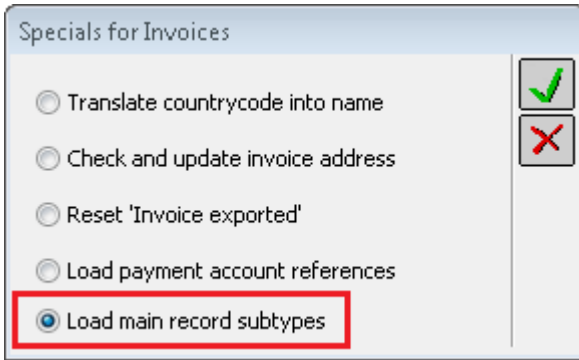 Specials for Invoices
Translate countrycode into name
Check and update invoice address
Reset 'Invoice exported'
Load payment account references
Load main record subtypes